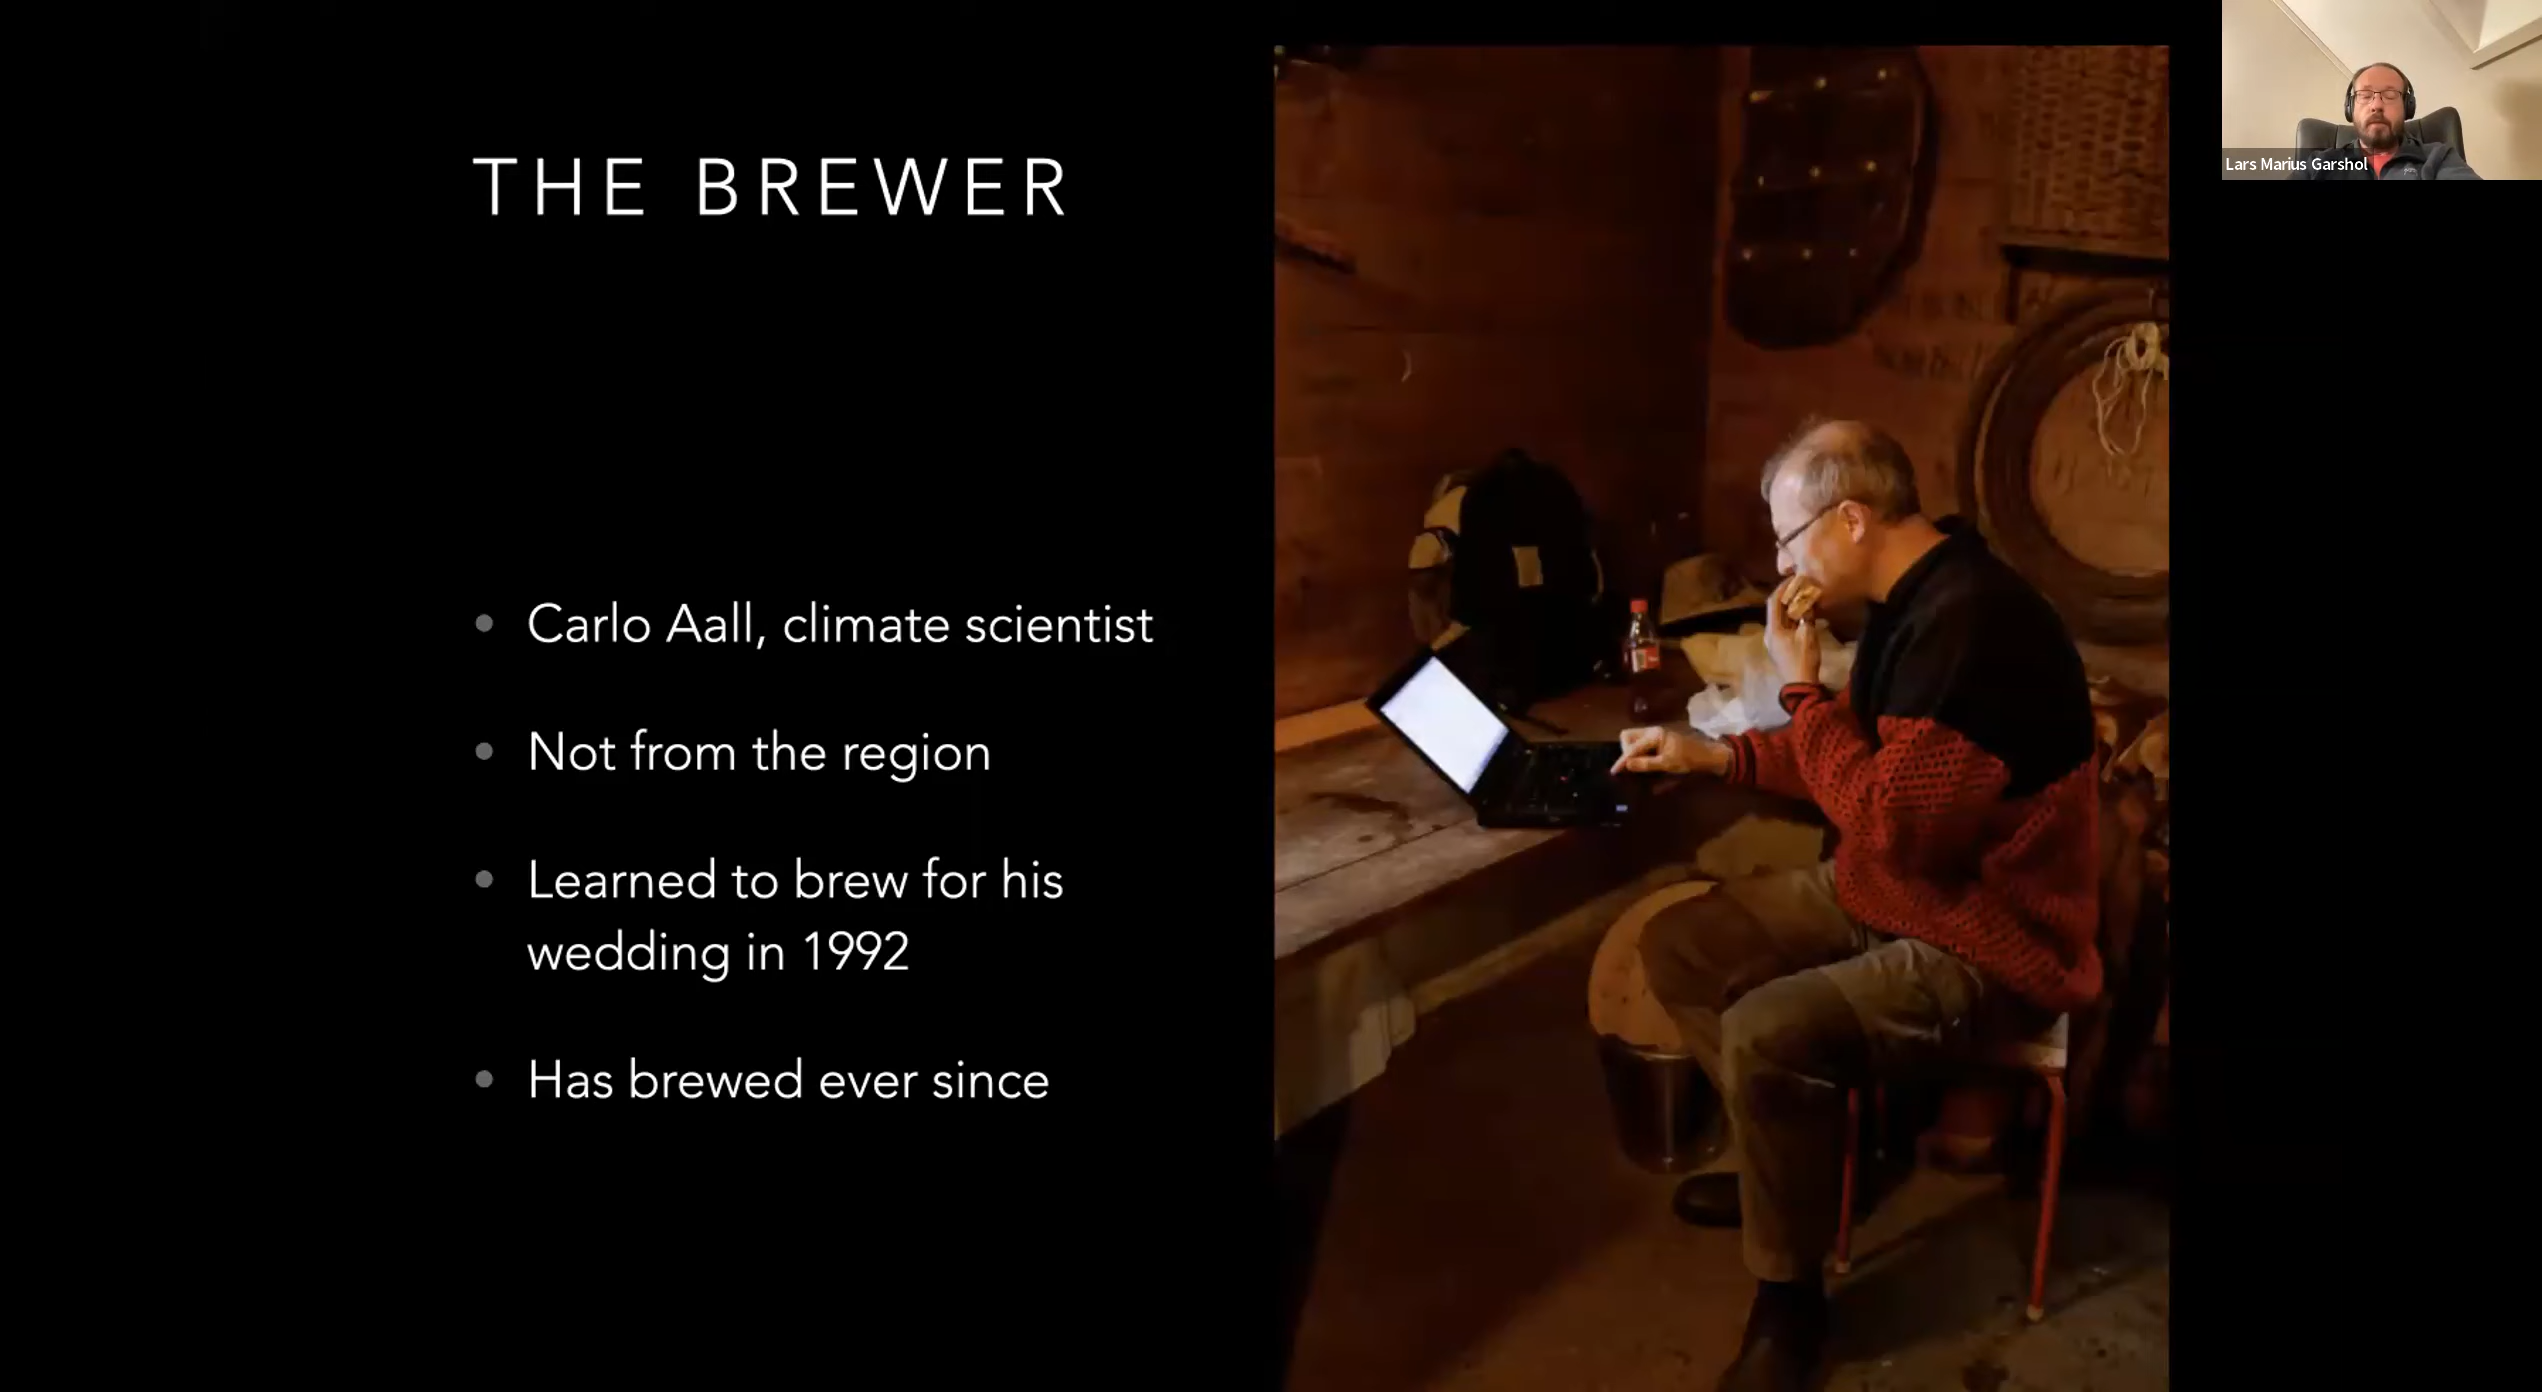 THE BREWER
Lars Marius Garshol
Carlo Aall, climate scientist
Not from the region
Learned to brew for his
wedding in 1992
Has brewed ever since